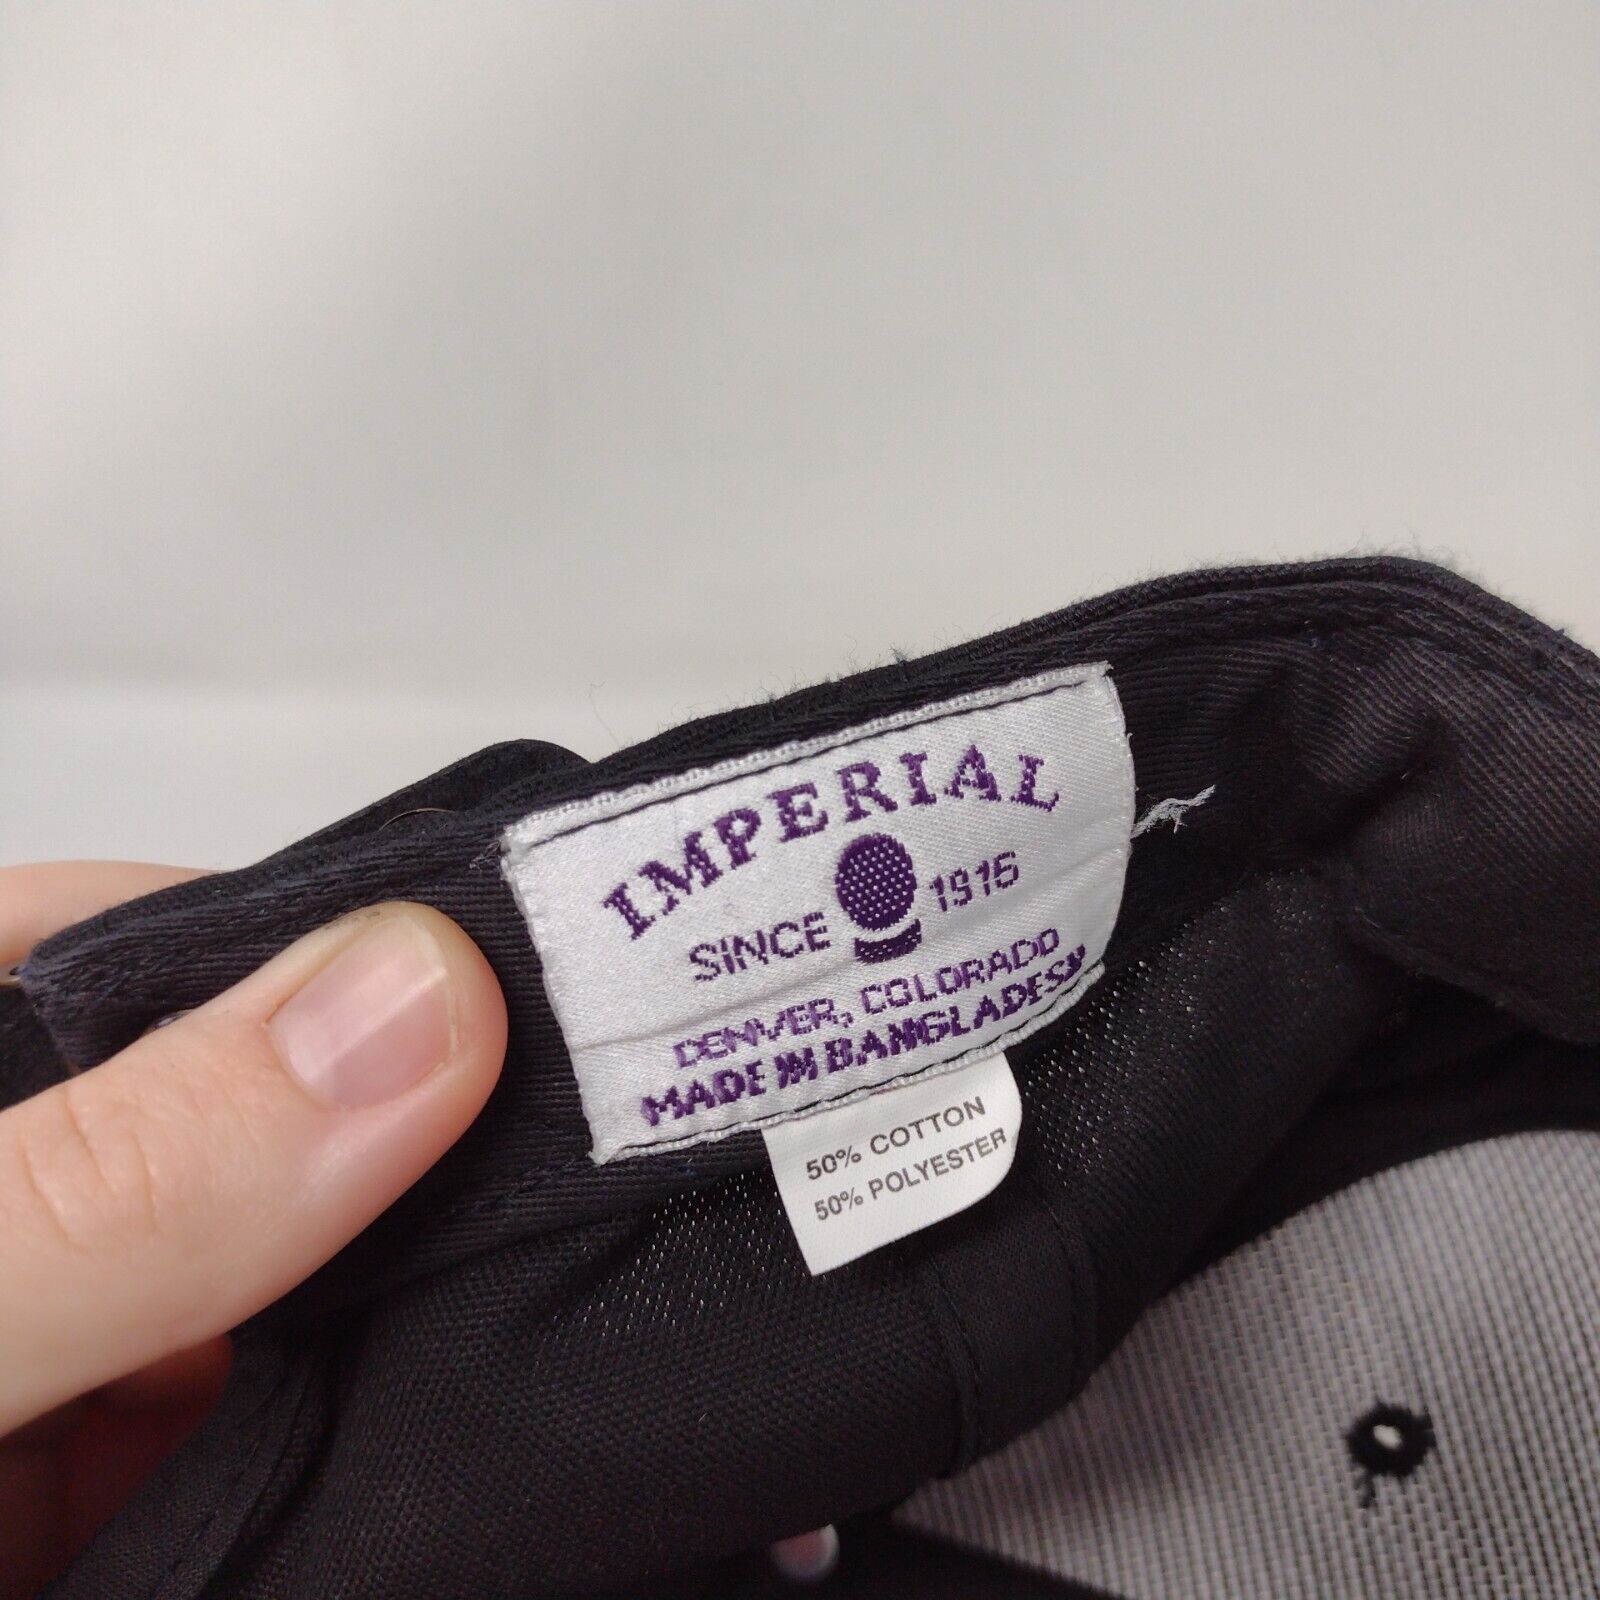 IMPERIAL
SINCE 1916
DENVER, COLORADO
MADE IN BANGLADESH
50% COTTON
50% POLYESTER